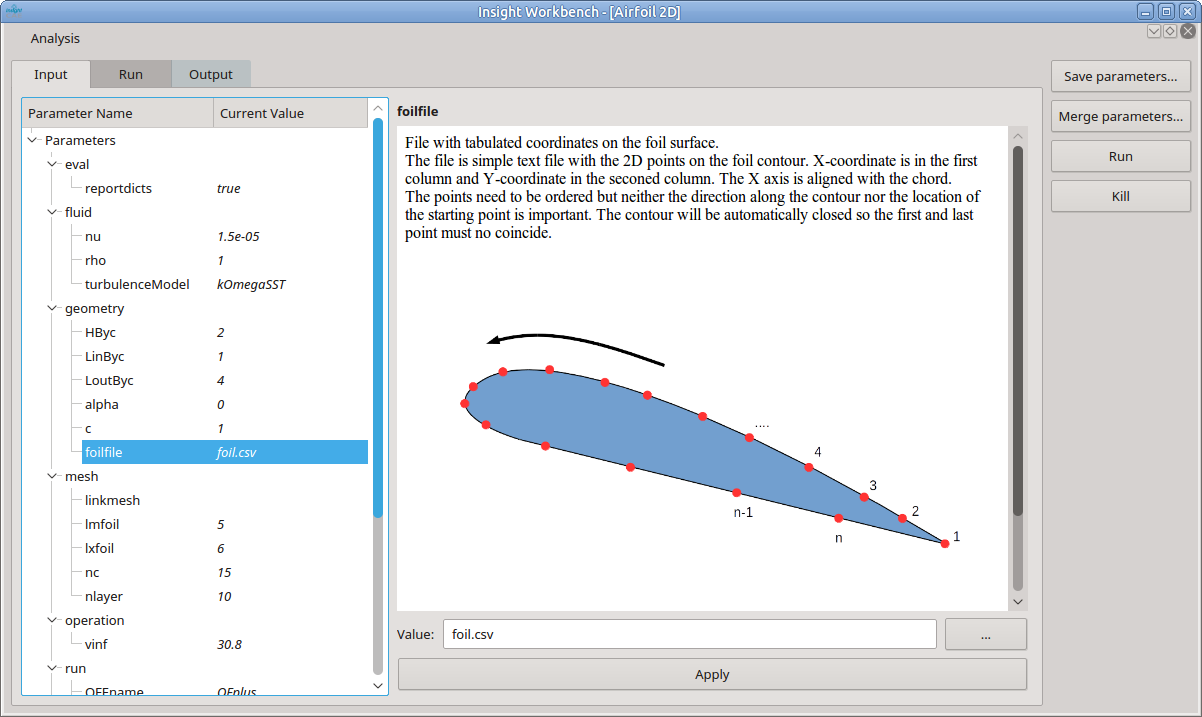 Insight Workbench - [Airfoil 2D]
Analysis
Input Run Output
Parameter Name Current Value
Parameters
eval
reportdicts true
fluid
nu 1.5e-05
rho 1
turbulenceModel kOmegaSST
geometry
HByc 2
LinByc 1
LoutByc 4
alpha 0
c 1
foilfile foil.csv
mesh
linkmesh
lmfoil 5
lxfoil 6
nc 15
nlayer 10
operation
vinf 30.8
run
OFEname OFplus
foilfile
File with tabulated coordinates on the foil surface.
The file is simple text file with the 2D points on the foil contour. X-coordinate is in the first
column and Y-coordinate in the seconed column. The X axis is aligned with the chord.
The points need to be ordered but neither the direction along the contour nor the location of
the starting point is important. The contour will be automatically closed so the first and last
point must no coincide.
....
4
3
2
1
n-1
n
Value: foil.csv ...
Apply
Save parameters...
Merge parameters...
Run
Kill